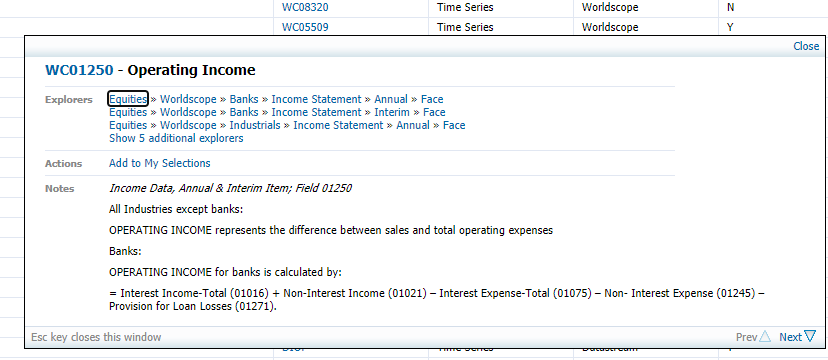 WC08320 Time Series Worldscope N
WC05509 Time Series Worldscope Y
Close
WC01250 - Operating Income
Explorers Equities » Worldscope » Banks » Income Statement » Annual » Face
Equities » Worldscope » Banks » Income Statement » Interim » Face
Equities » Worldscope » Industrials » Income Statement » Annual » Face
Show 5 additional explorers
Actions Add to My Selections
Notes Income Data, Annual & Interim Item; Field 01250
All Industries except banks:
OPERATING INCOME represents the difference between sales and total operating expenses
Banks:
OPERATING INCOME for banks is calculated by:
= Interest Income-Total (01016) + Non-Interest Income (01021) – Interest Expense-Total (01075) – Non- Interest Expense (01245) –
Provision for Loan Losses (01271).
Esc key closes this window Prev Next
Time Series Datastream